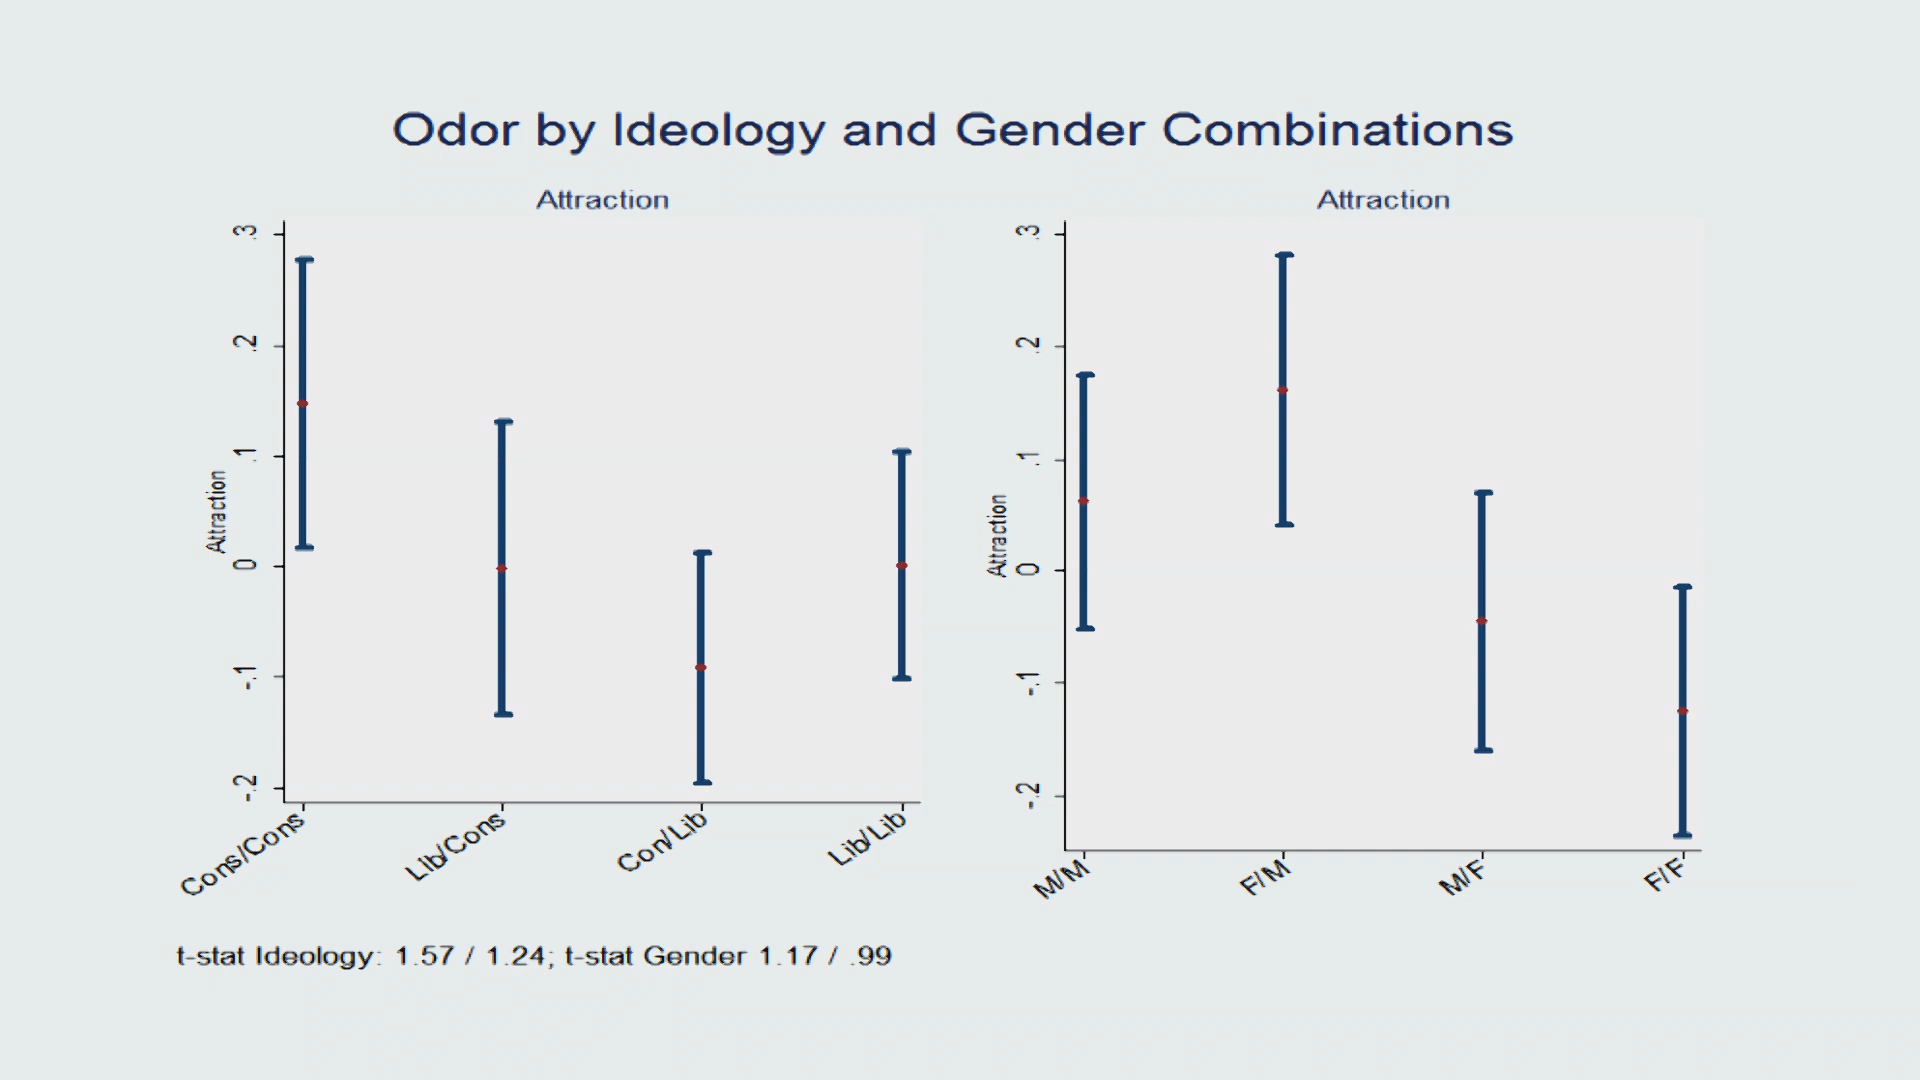 Odor by Ideology and Gender Combinations
Attraction
Attraction
.3
.2
.1
0
-.1
-.2
Attraction
Cons/Cons
LIb/Cons
Con/Lib
Lib/Lib
.3
.2
.1
0
-.1
-.2
Attraction
M/M
F/M
M/F
F/F
t-stat Ideology: 1.57 / 1.24; t-stat Gender 1.17 / .99